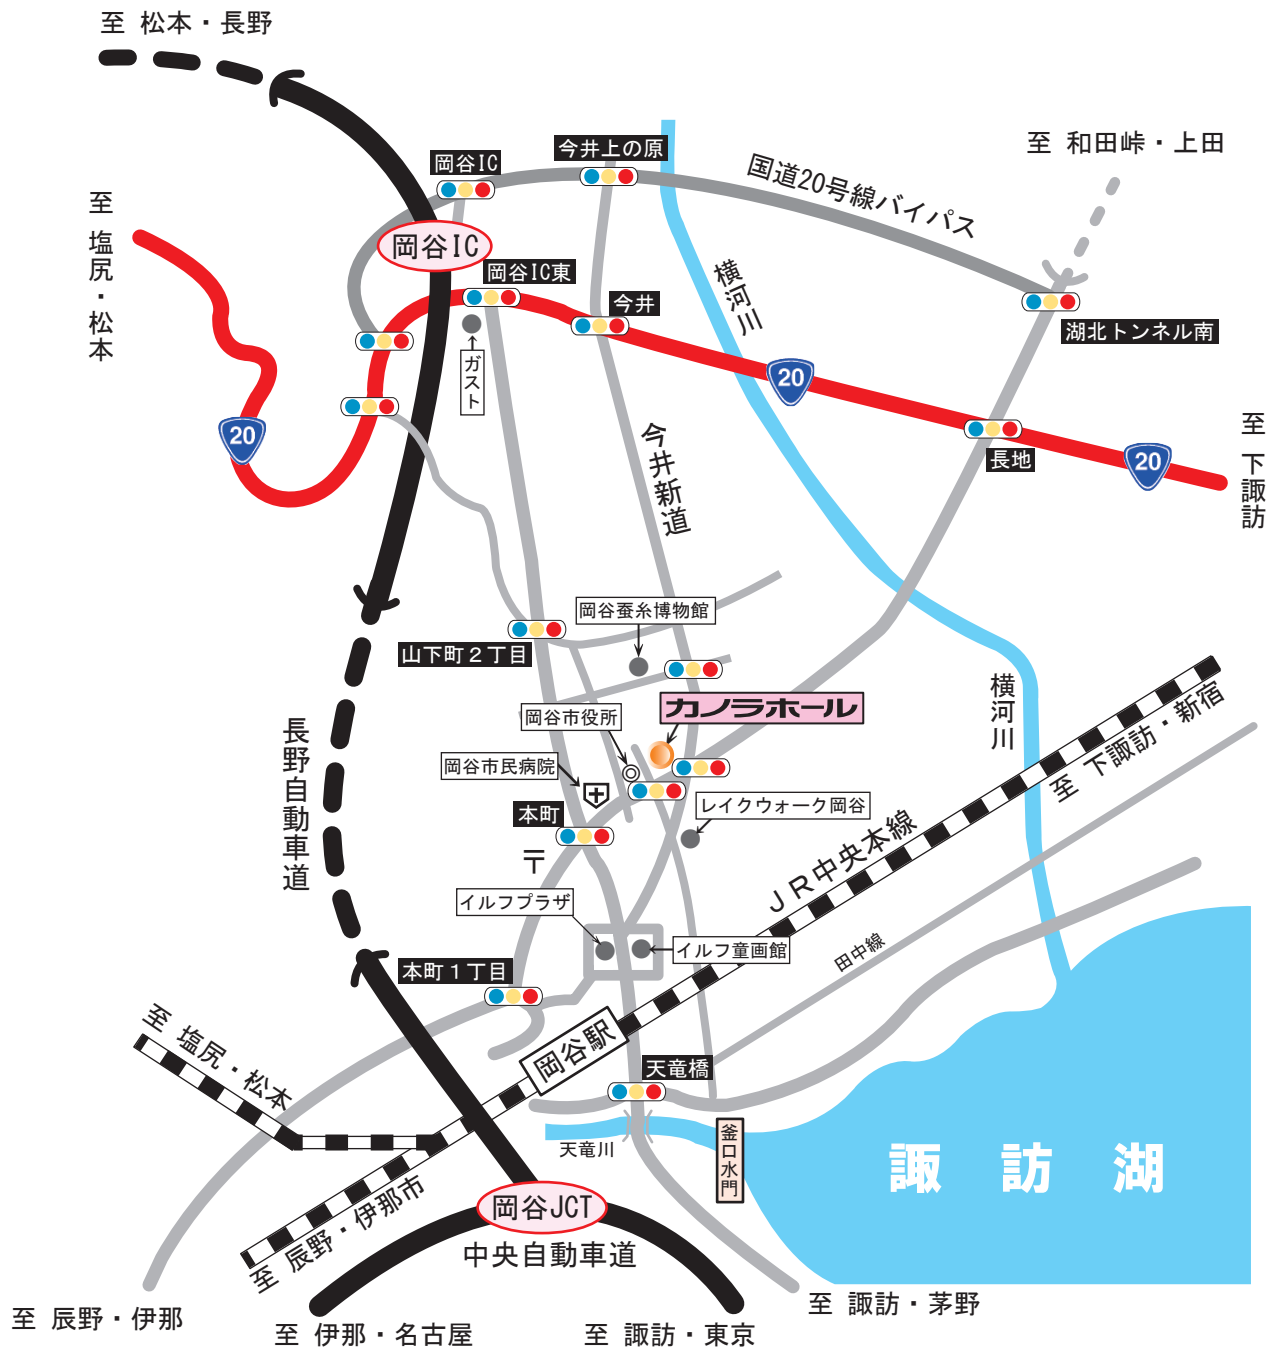 至 松本・長野
今井上の原
岡谷IC
至 和田峠・上田
国道20号線バイパス
至 塩尻・松本
岡谷IC
岡谷IC東
今井
横河川
湖北トンネル南
ガスト
20
20
20
長地
至 下諏訪
今井新道
岡谷蚕糸博物館
山下町2丁目
カノラホール
岡谷市役所
横河川
至 下諏訪・新宿
長野自動車道
岡谷市民病院
本町
レイクウォーク岡谷
〒
JR中央本線
イルフプラザ
イルフ童画館
田中線
本町1丁目
至 塩尻・松本
岡谷駅
天竜橋
天竜川
釜口水門
諏訪湖
至 辰野・伊那市
岡谷JCT
中央自動車道
至 辰野・伊那
至 伊那・名古屋
至 諏訪・東京
至 諏訪・茅野